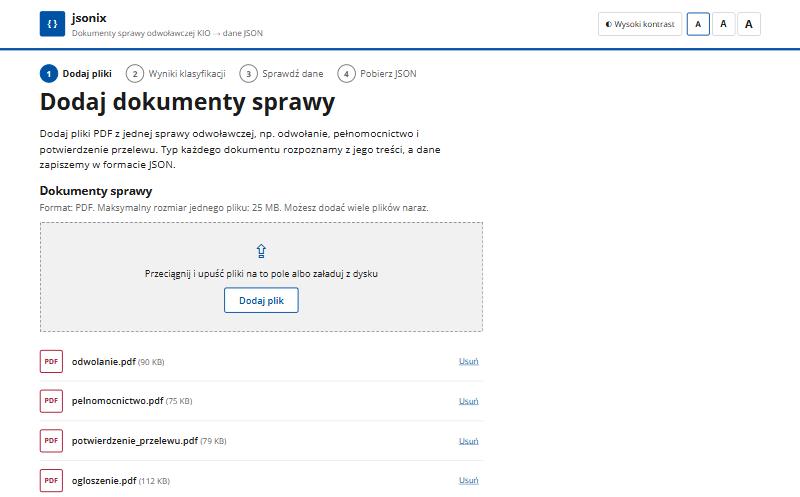 { }
jsonix
Dokumenty sprawy odwoławczej KIO → dane JSON
Wysoki kontrast
A
A
A
1 Dodaj pliki
2 Wyniki klasyfikacji
3 Sprawdź dane
4 Pobierz JSON
Dodaj dokumenty sprawy
Dodaj pliki PDF z jednej sprawy odwoławczej, np. odwołanie, pełnomocnictwo i
potwierdzenie przelewu. Typ każdego dokumentu rozpoznamy z jego treści, a dane
zapiszemy w formacie JSON.
Dokumenty sprawy
Format: PDF. Maksymalny rozmiar jednego pliku: 25 MB. Możesz dodać wiele plików naraz.
Przeciągnij i upuść pliki na to pole albo załaduj z dysku
Dodaj plik
PDF odwolanie.pdf (90 KB) Usuń
PDF pelnomocnictwo.pdf (75 KB) Usuń
PDF potwierdzenie_przelewu.pdf (79 KB) Usuń
PDF ogloszenie.pdf (112 KB) Usuń